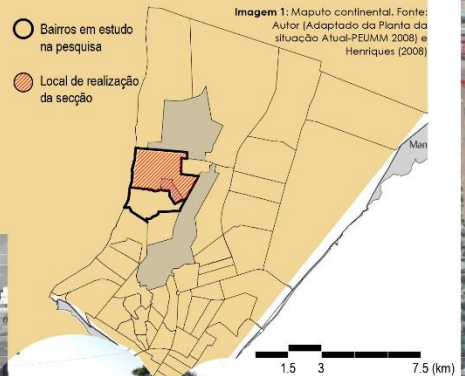 Imagem 1: Maputo continental. Fonte:
Autor (Adaptado da Planta da
situação Atual-PEUMM 2008) e
Henriques (2008)
Bairros em estudo
na pesquisa
Local de realização
da secção
Man
1.5 3 7.5 (km)